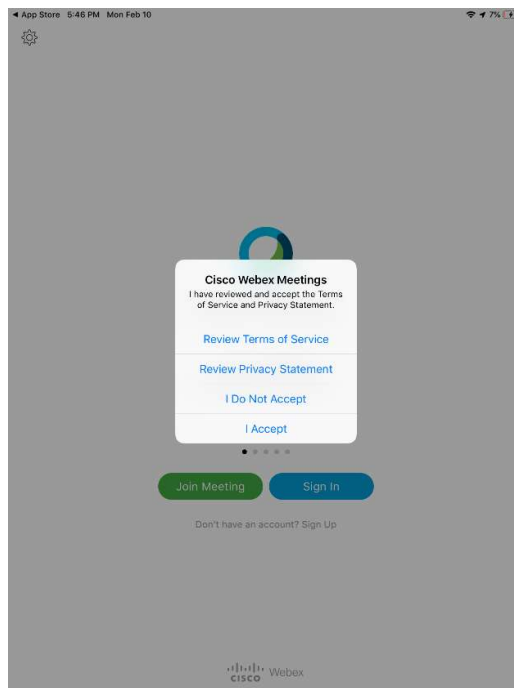 App Store 5:46 PM Mon Feb 10 7%
Cisco Webex Meetings
I have reviewed and accept the Terms
of Service and Privacy Statement.
Review Terms of Service
Review Privacy Statement
I Do Not Accept
I Accept
Join Meeting Sign In
Don't have an account? Sign Up
CISCO Webex